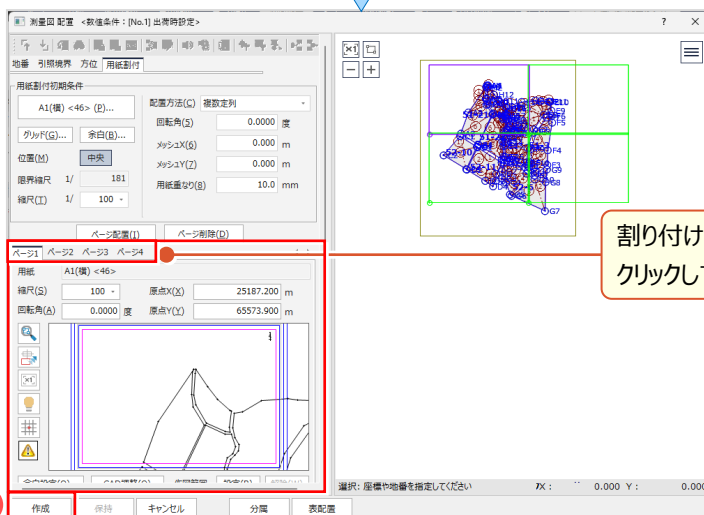 測量図 配置 <数値条件：[No.1] 出荷時設定>
? ×
地番 引照境界 方位 用紙割付
用紙割付初期条件
A1(横) <46> (P)...
配置方法(C) 複数定列
回転角(5) 0.0000 度
グリッド(G)... 余白(B)...
メッシュX(6) 0.000 m
位置(M) 中央
メッシュY(7) 0.000 m
限界縮尺 1/ 181
用紙重なり(8) 10.0 mm
縮尺(T) 1/ 100
ページ配置(I) ページ削除(D)
ページ1 ページ2 ページ3 ページ4
用紙 A1(横) <46>
縮尺(S) 100 原点X(X) 25187.200 m
回転角(A) 0.0000 度 原点Y(Y) 65573.900 m
作成 保持 キャンセル 分属 表配置
H12
F4
G9
G8
G7
割り付け
クリックして
選択: 座標や地番を指定してください
X : 0.000 Y : 0.000